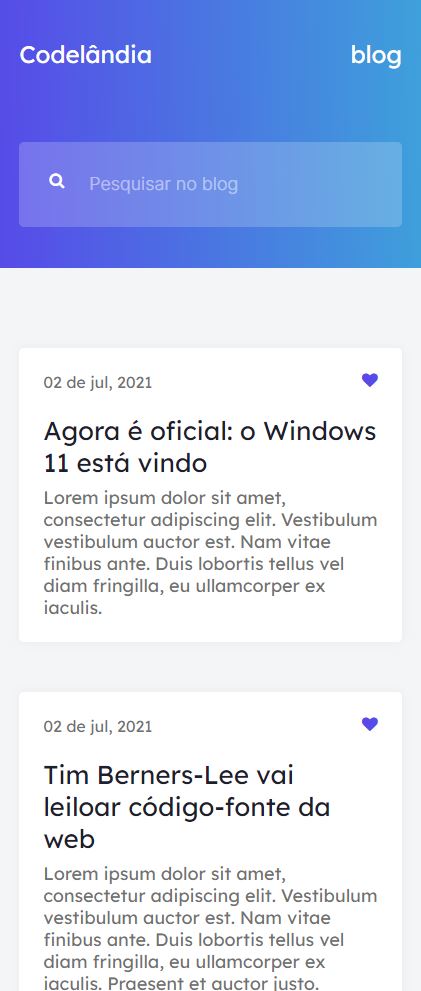 Codelândia
blog
Pesquisar no blog
02 de jul, 2021
Agora é oficial: o Windows
11 está vindo
Lorem ipsum dolor sit amet,
consectetur adipiscing elit. Vestibulum
vestibulum auctor est. Nam vitae
finibus ante. Duis lobortis tellus vel
diam fringilla, eu ullamcorper ex
iaculis.
02 de jul, 2021
Tim Berners-Lee vai
leiloar código-fonte da
web
Lorem ipsum dolor sit amet,
consectetur adipiscing elit. Vestibulum
vestibulum auctor est. Nam vitae
finibus ante. Duis lobortis tellus vel
diam fringilla, eu ullamcorper ex
iaculis. Praesent et auctor justo.